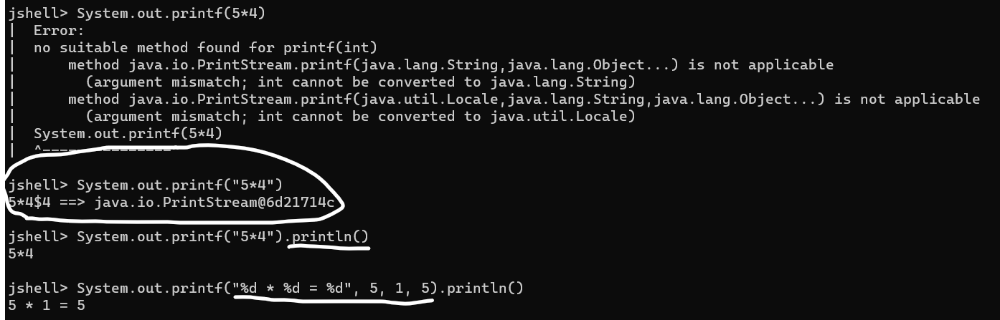 jshell> System.out.printf(5*4)
|  Error:
|  no suitable method found for printf(int)
|      method java.io.PrintStream.printf(java.lang.String,java.lang.Object...) is not applicable
|        (argument mismatch; int cannot be converted to java.lang.String)
|      method java.io.PrintStream.printf(java.util.Locale,java.lang.String,java.lang.Object...) is not applicable
|        (argument mismatch; int cannot be converted to java.util.Locale)
|  System.out.printf(5*4)
|  ^---------------^
jshell> System.out.printf("5*4")
5*4$4 ==> java.io.PrintStream@6d21714c
jshell> System.out.printf("5*4").println()
5*4
jshell> System.out.printf("%d * %d = %d", 5, 1, 5).println()
5 * 1 = 5